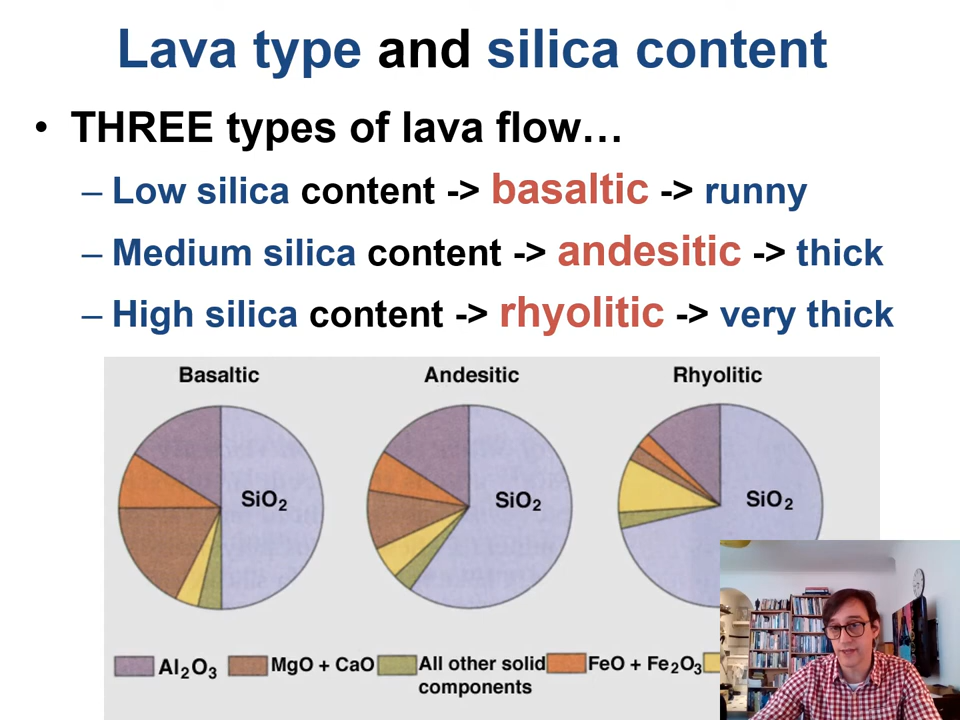 Lava type and silica content
• THREE types of lava flow…
– Low silica content -> basaltic -> runny
– Medium silica content -> andesitic -> thick
– High silica content -> rhyolitic -> very thick
Basaltic Andesitic Rhyolitic
SiO₂ SiO₂ SiO₂
Al₂O₃ MgO + CaO All other solid FeO + Fe₂O₃
components